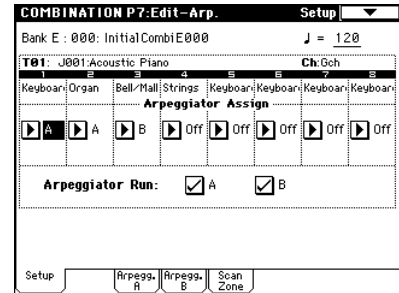 COMBINATION P7:Edit-Arp. Setup
Bank E : 000: InitialCombiE000 ♩ = 120
T01: J001:Acoustic Piano Ch:Gch
1 2 3 4 5 6 7 8
Keyboar Organ Bell/Mall Strings Keyboar Keyboar Keyboar Keyboar
Arpeggiator Assign
A A B Off Off Off Off Off
Arpeggiator Run: A B
Setup Arpegg. A Arpegg. B Scan Zone